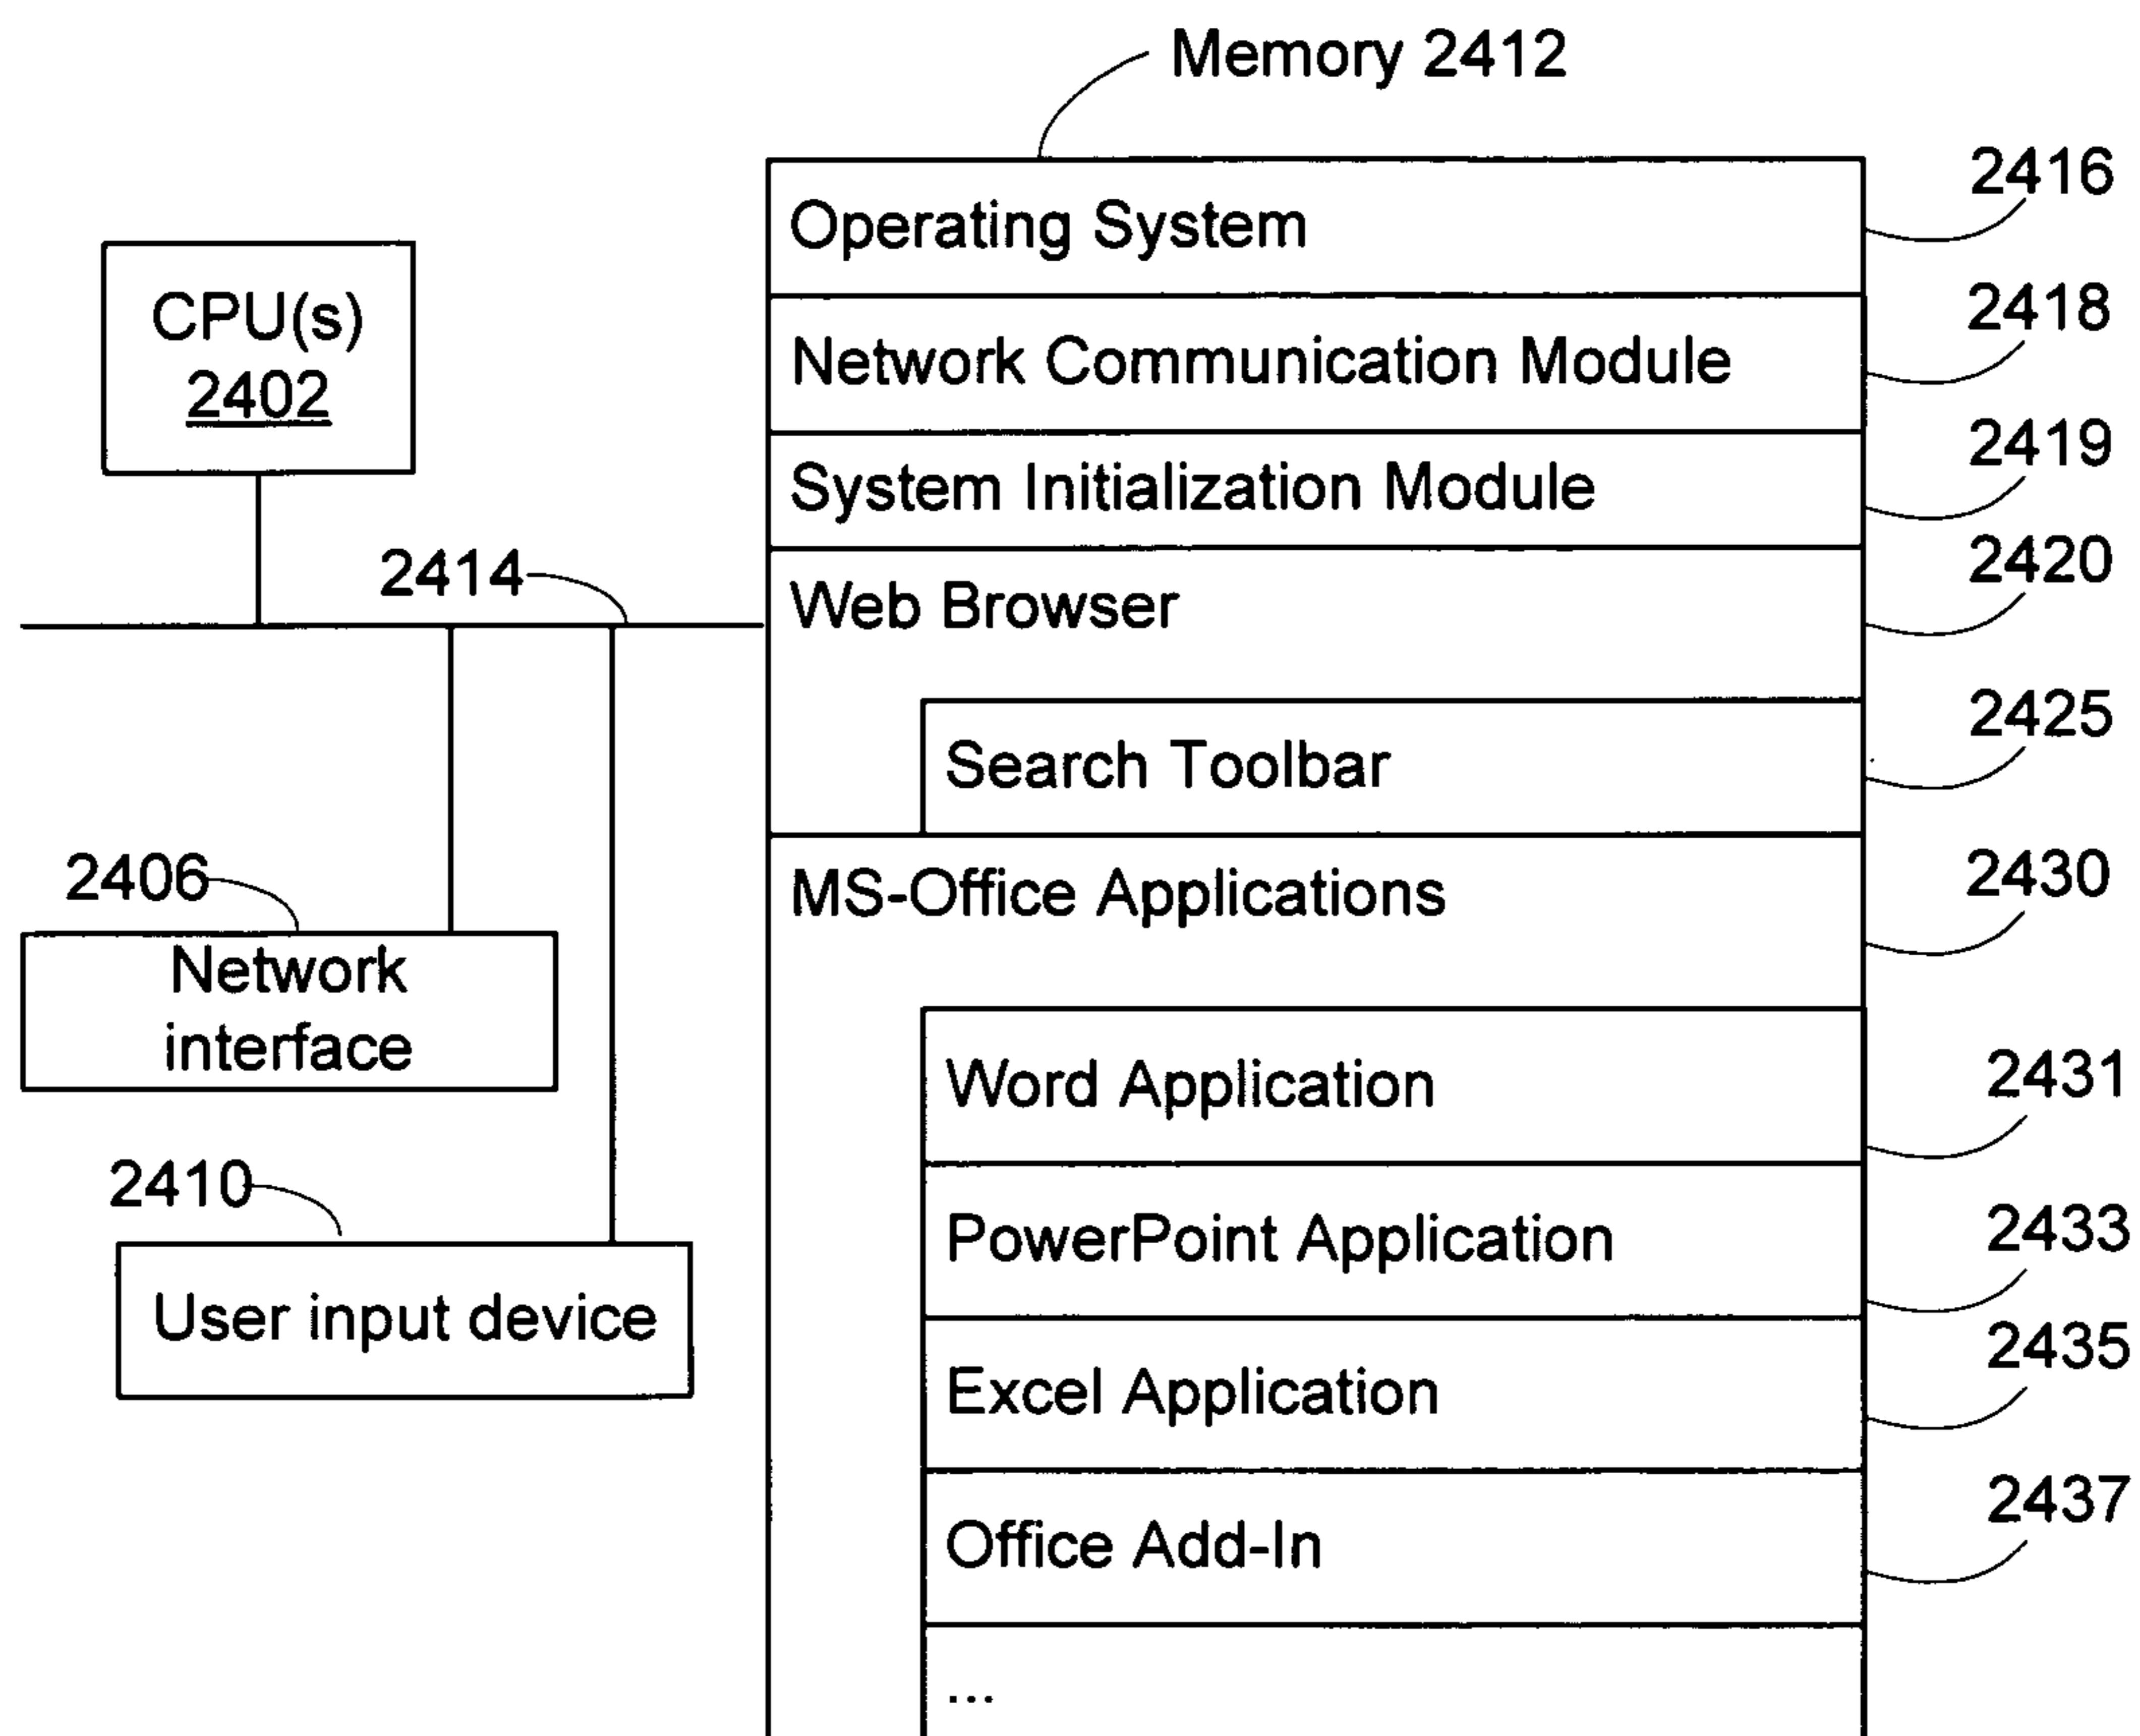 Memory 2412
Operating System
2416
CPU(s)
2402
Network Communication Module
2418
System Initialization Module
2419
2414
Web Browser
2420
Search Toolbar
2425
2406
MS-Office Applications
2430
Network
interface
Word Application
2431
2410
PowerPoint Application
2433
User input device
Excel Application
2435
Office Add-In
2437
...